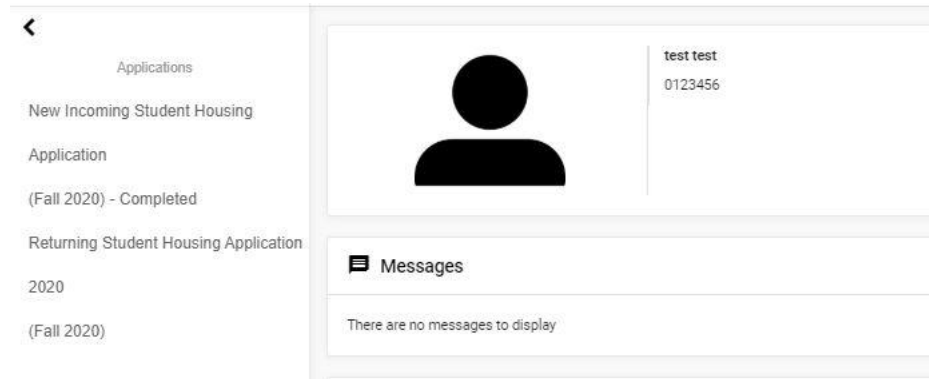 Applications
New Incoming Student Housing
Application
(Fall 2020) - Completed
Returning Student Housing Application
2020
(Fall 2020)
test test
0123456
Messages
There are no messages to display